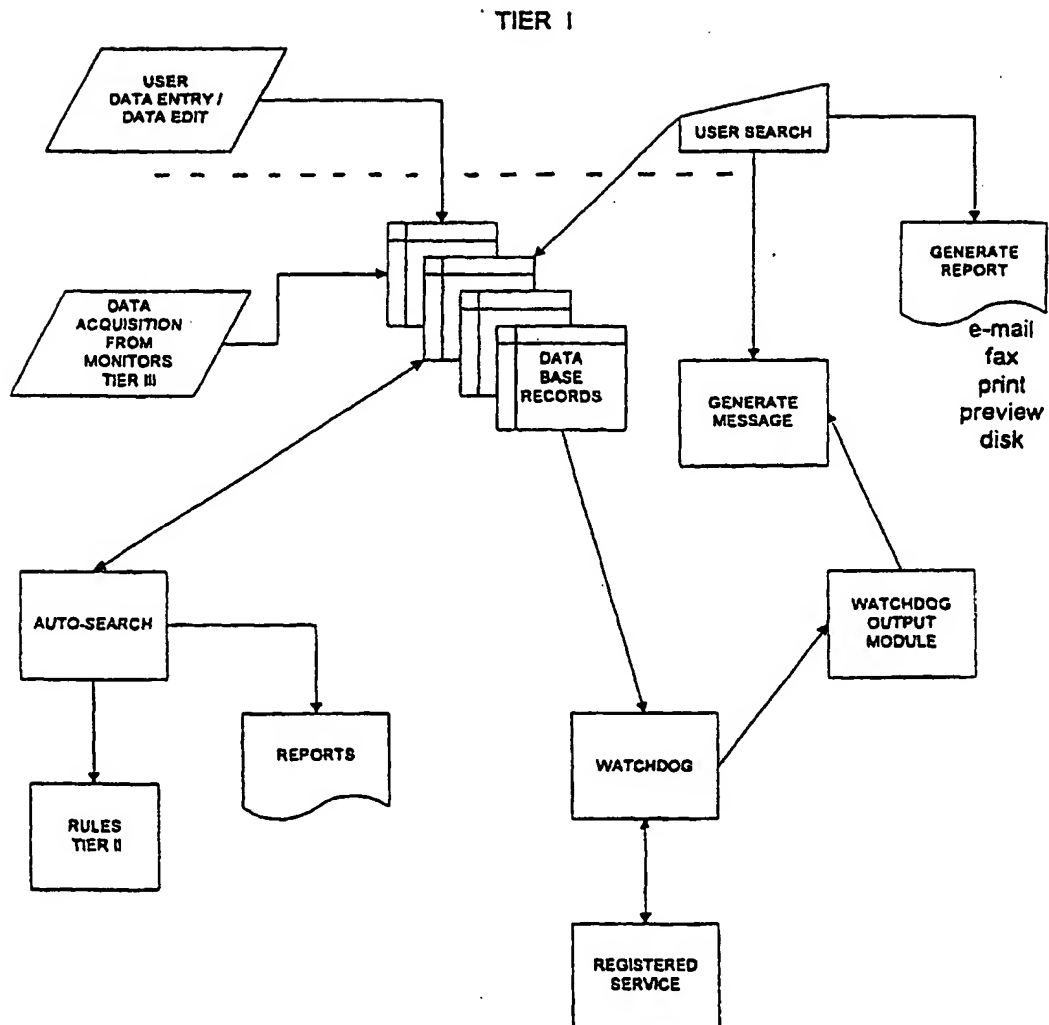 TIER I
USER
DATA ENTRY /
DATA EDIT
USER SEARCH
GENERATE
REPORT
e-mail
fax
print
preview
disk
DATA
ACQUISITION
FROM
MONITORS
TIER III
DATA
BASE
RECORDS
GENERATE
MESSAGE
AUTO-SEARCH
WATCHDOG
OUTPUT
MODULE
REPORTS
WATCHDOG
RULES
TIER II
REGISTERED
SERVICE